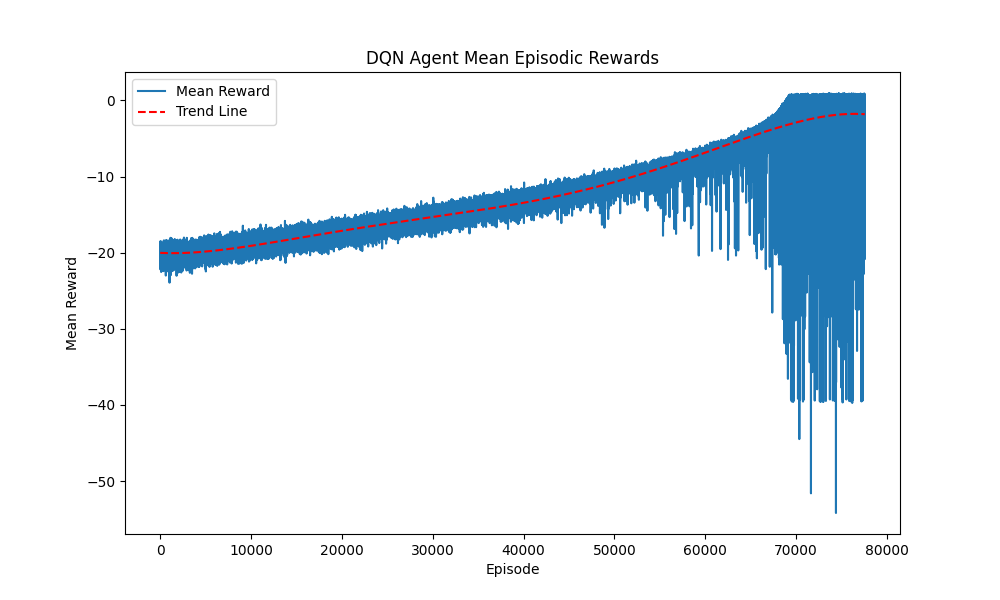 DQN Agent Mean Episodic Rewards
Mean Reward
Trend Line
0
−10
−20
−30
−40
−50
Mean Reward
0 10000 20000 30000 40000 50000 60000 70000 80000
Episode